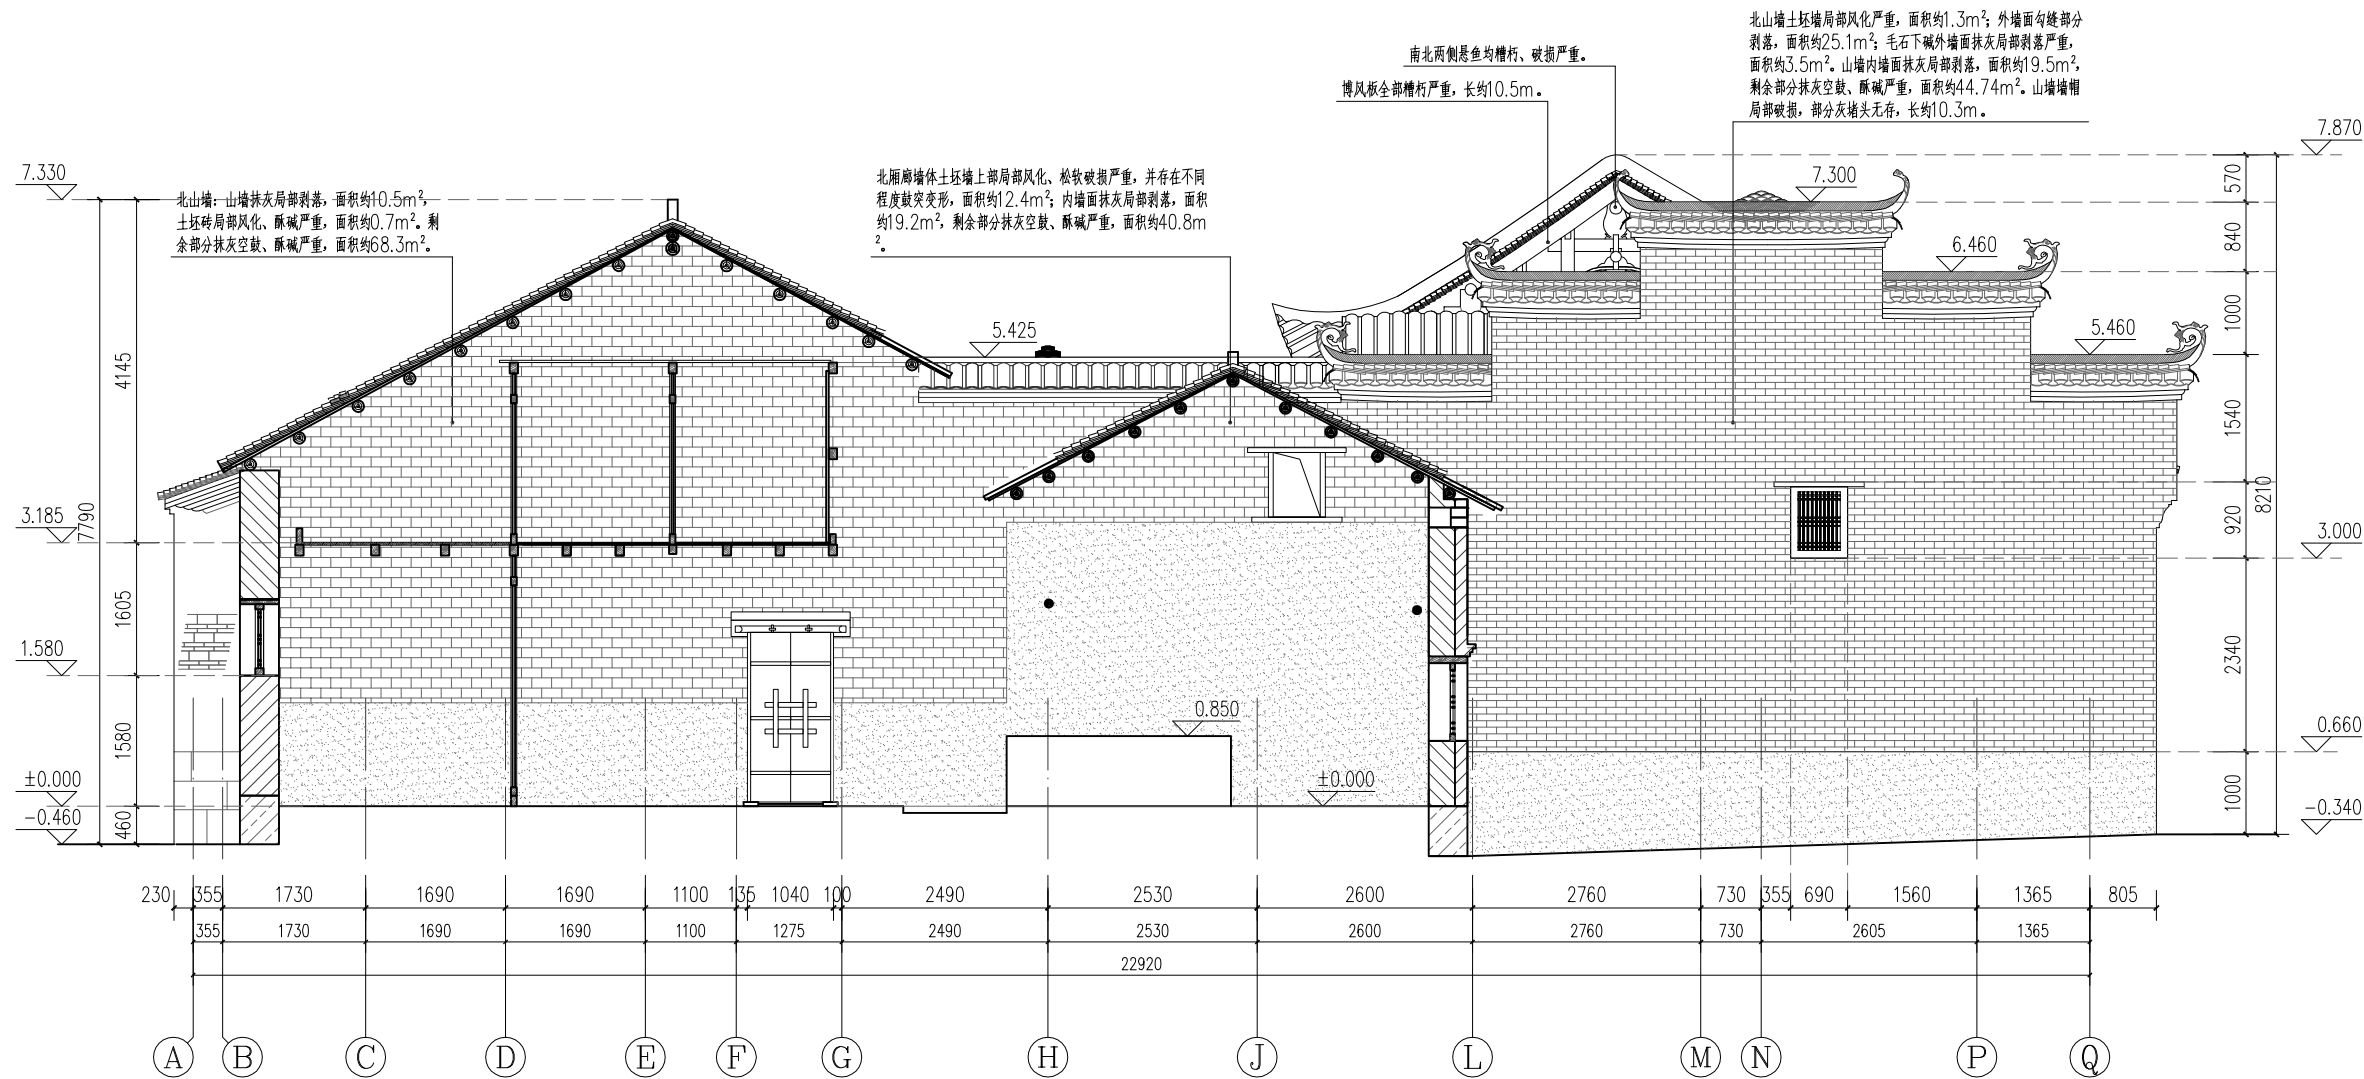 北山墙土坯墙局部风化严重，面积约1.3m²；外墙面勾缝部分
剥落，面积约25.1m²；毛石下碱外墙面抹灰局部剥落严重，
面积约3.5m²。山墙内墙面抹灰局部剥落，面积约19.5m²，
剩余部分抹灰空鼓、酥碱严重，面积约44.74m²。山墙墙帽
局部破损，部分灰堵头无存，长约10.3m。
南北两侧悬鱼均糟朽、破损严重。
博风板全部糟朽严重，长约10.5m。
北厢廊墙体土坯墙上部局部风化、松软破损严重，并存在不同
程度鼓突变形，面积约12.4m²；内墙面抹灰局部剥落，面积
约19.2m²，剩余部分抹灰空鼓、酥碱严重，面积约40.8m
²。
北山墙：山墙抹灰局部剥落，面积约10.5m²，
土坯砖局部风化、酥碱严重，面积约0.7m²。剩
余部分抹灰空鼓、酥碱严重，面积约68.3m²。
7.330
3.185
1.580
±0.000
-0.460
4145
1605
1580
460
7790
5.425
0.850
±0.000
7.300
6.460
5.460
7.870
3.000
0.660
-0.340
570
840
1000
1540
920
2340
1000
8210
230 355 1730 1690 1690 1100 135 1040 100 2490 2530 2600 2760 730 355 690 1560 1365 805
355 1730 1690 1690 1100 1275 2490 2530 2600 2760 730 2605 1365
22920
A B C D E F G H J L M N P Q